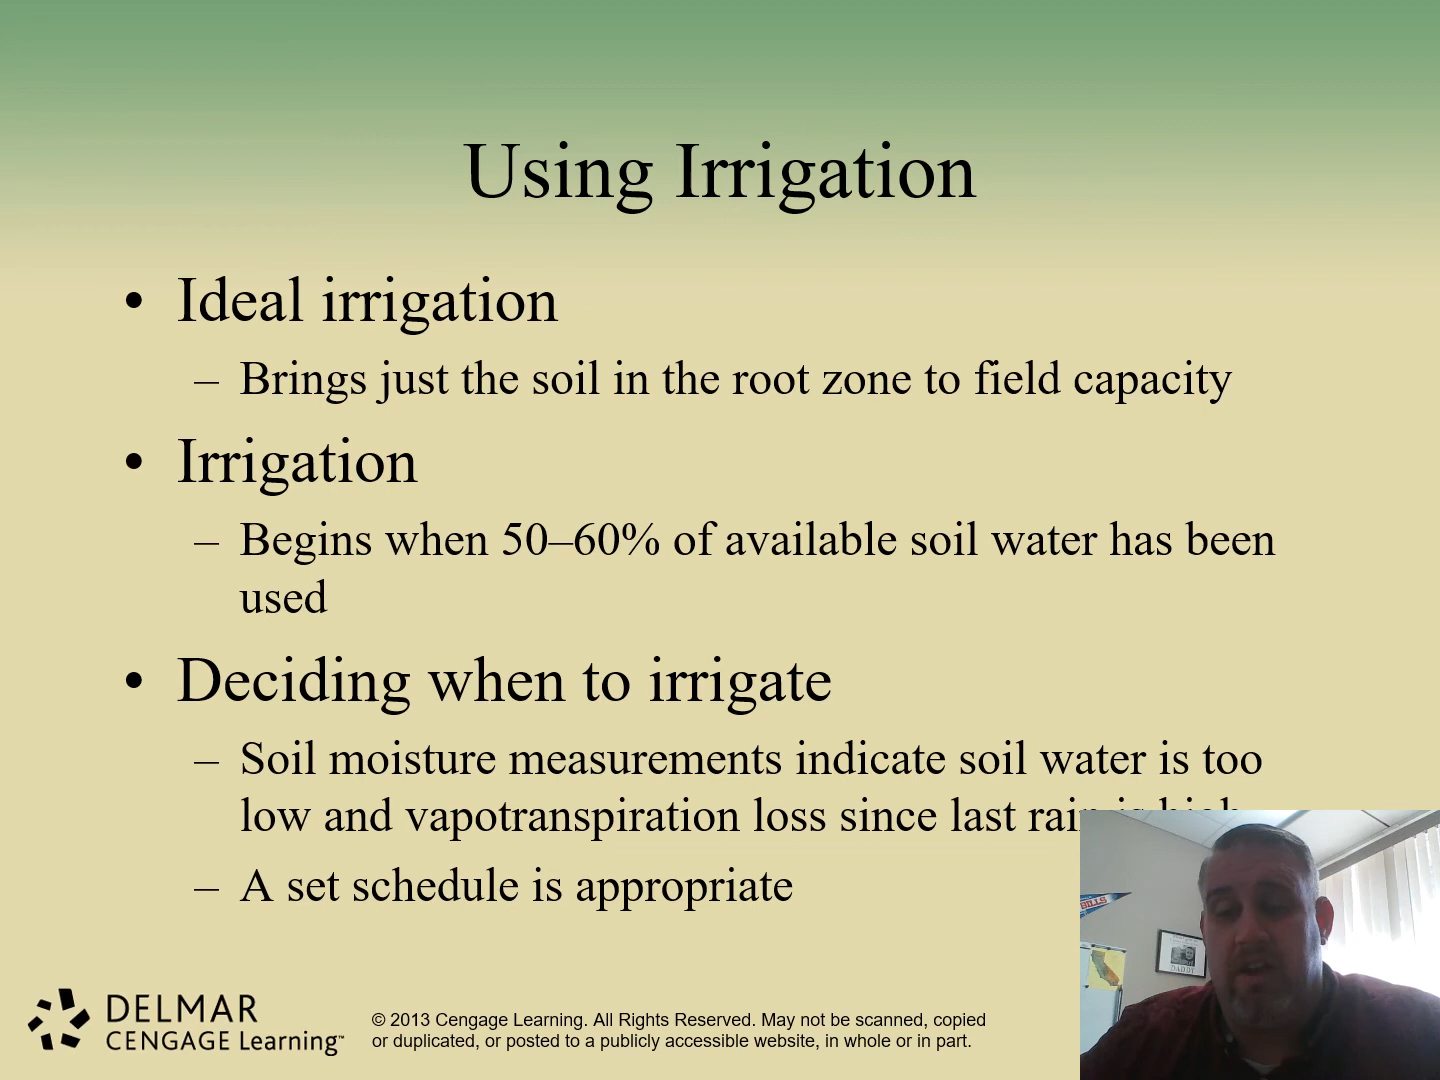 Using Irrigation
• Ideal irrigation
– Brings just the soil in the root zone to field capacity
• Irrigation
– Begins when 50–60% of available soil water has been
used
• Deciding when to irrigate
– Soil moisture measurements indicate soil water is too
low and vapotranspiration loss since last rain is high
– A set schedule is appropriate
BILLS
DADDY
DELMAR
CENGAGE Learning™
© 2013 Cengage Learning. All Rights Reserved. May not be scanned, copied
or duplicated, or posted to a publicly accessible website, in whole or in part.